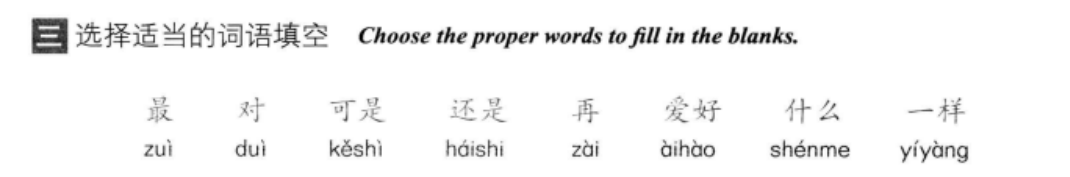 三 选择适当的词语填空 Choose the proper words to fill in the blanks.
最 对 可是 还是 再 爱好 什么 一样
zuì duì kěshì háishi zài àihào shénme yíyàng